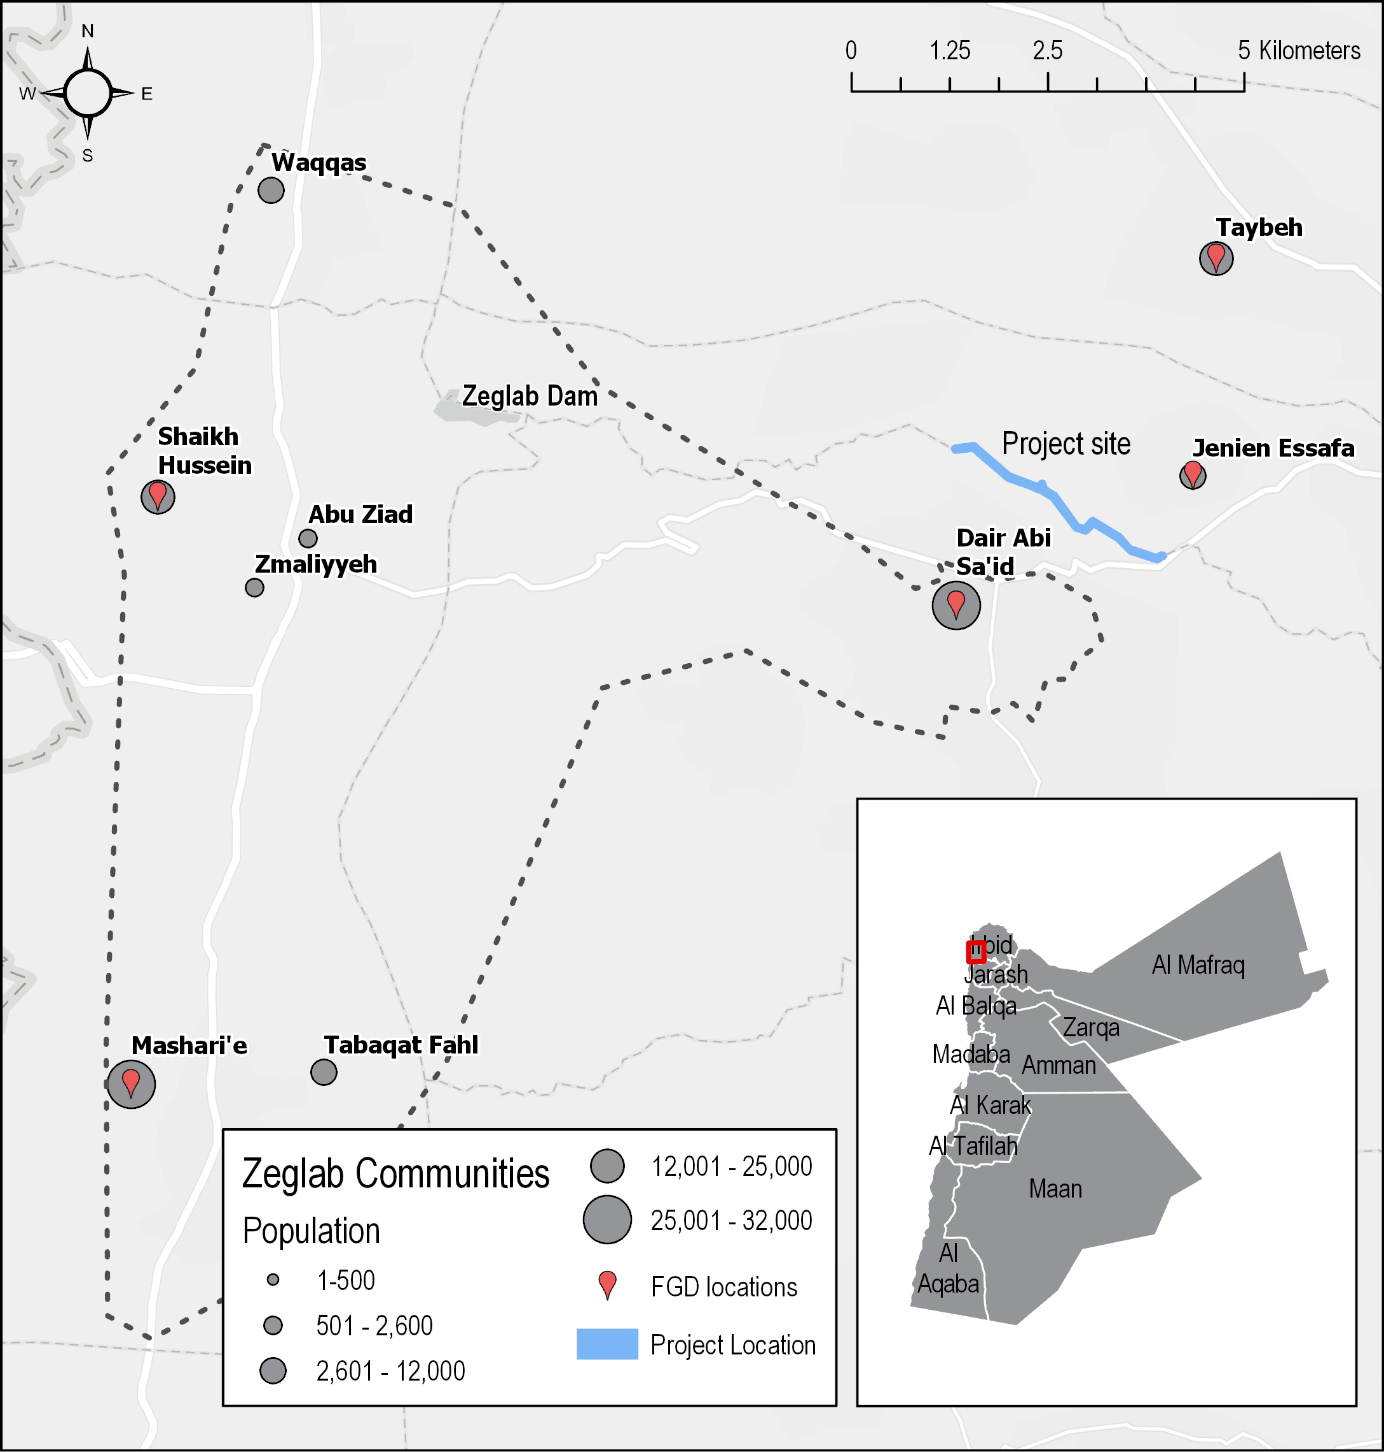 N
W
E
S
0
1.25
2.5
5 Kilometers
Waqqas
Taybeh
Zeglab Dam
Shaikh
Hussein
Project site
Jenien Essafa
Abu Ziad
Zmaliyyeh
Dair Abi
Sa'id
Mashari'e
Tabaqat Fahl
Zeglab Communities
Population
1-500
501 - 2,600
2,601 - 12,000
12,001 - 25,000
25,001 - 32,000
FGD locations
Project Location
Irbid
Jarash
Al Mafraq
Al Balqa
Zarqa
Madaba
Amman
Al Karak
Al Tafilah
Maan
Al
Aqaba